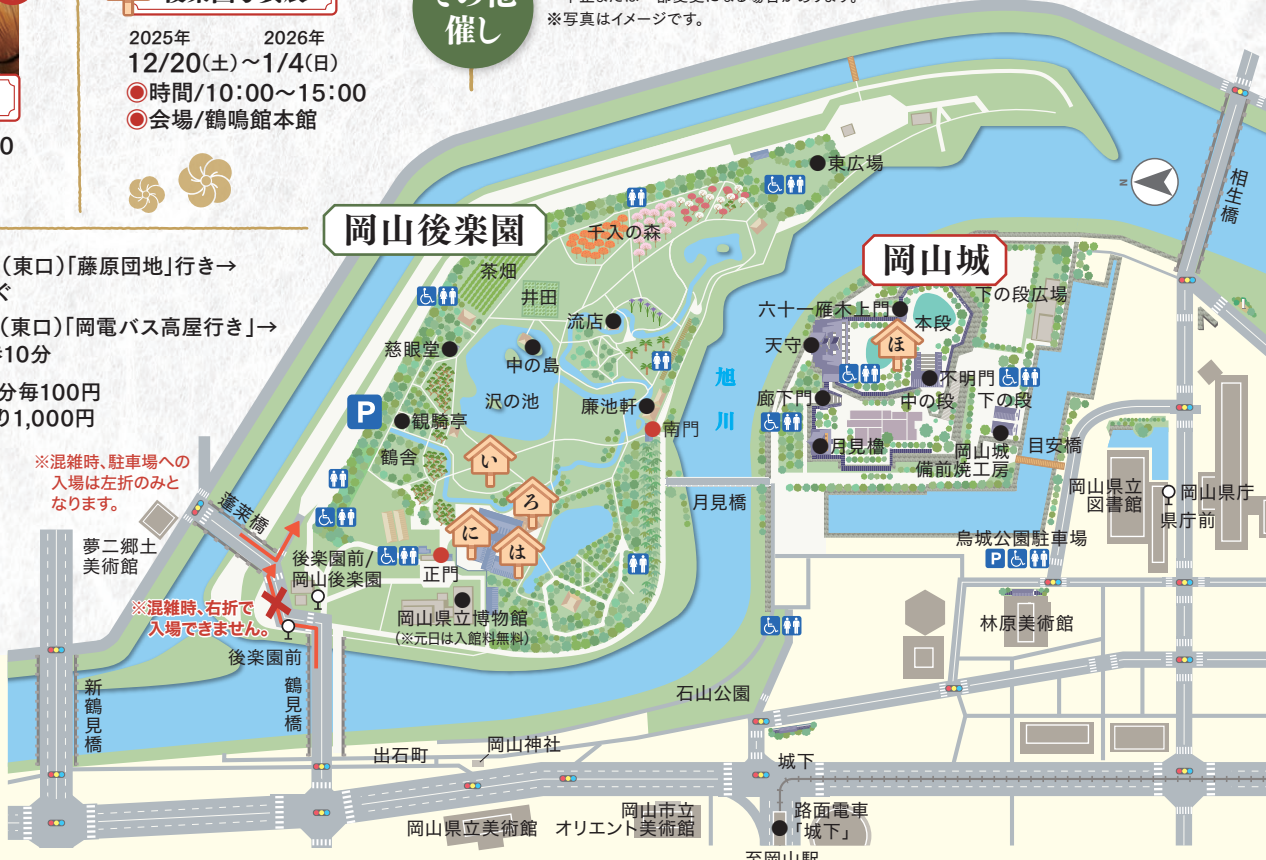 その他
催し
※写真はイメージです。
2025年 2026年
12/20(土)～1/4(日)
◉時間/10:00～15:00
◉会場/鶴鳴館本館
0
(東口)「藤原団地」行き→
ぐ
(東口)「岡電バス高屋行き」→
10分
分毎100円
り1,000円
※混雑時、駐車場への
入場は左折のみと
なります。
岡山後楽園
東広場
千入の森
茶畑
井田
流店
慈眼堂
中の島
沢の池
廉池軒
観騎亭
南門
鶴舎
P
い
ろ
に
は
正門
後楽園前/
岡山後楽園
岡山県立博物館
(※元日は入館料無料)
蓬莱橋
夢二郷土
美術館
※混雑時、右折で
入場できません。
後楽園前
新鶴見橋
鶴見橋
旭川
月見橋
N
相生橋
岡山城
六十一雁木上門
下の段広場
本段
天守
ほ
不明門
廊下門
中の段
下の段
月見櫓
岡山城
備前焼工房
目安橋
岡山県立
図書館
岡山県庁
県庁前
烏城公園駐車場
P
林原美術館
石山公園
出石町
岡山神社
城下
岡山県立美術館
岡山市立
オリエント美術館
路面電車
「城下」
至岡山駅